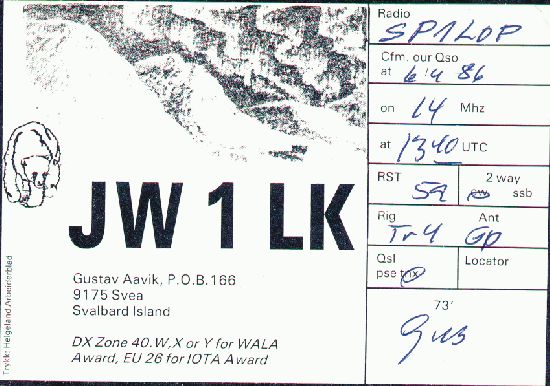 Radio
SP1LOP
Cfm. our Qso
at 6/4 86
on 14 Mhz
at 1340 UTC
RST 2 way
59 cw ssb
Rig Ant
Tr4 Gp
Qsl Locator
pse tnx
73'
Gus
JW 1 LK
Gustav Aavik, P.O.B. 166
9175 Svea
Svalbard Island
DX Zone 40.W,X or Y for WALA
Award, EU 26 for IOTA Award
Trykk: Helgeland Arbeiderblad